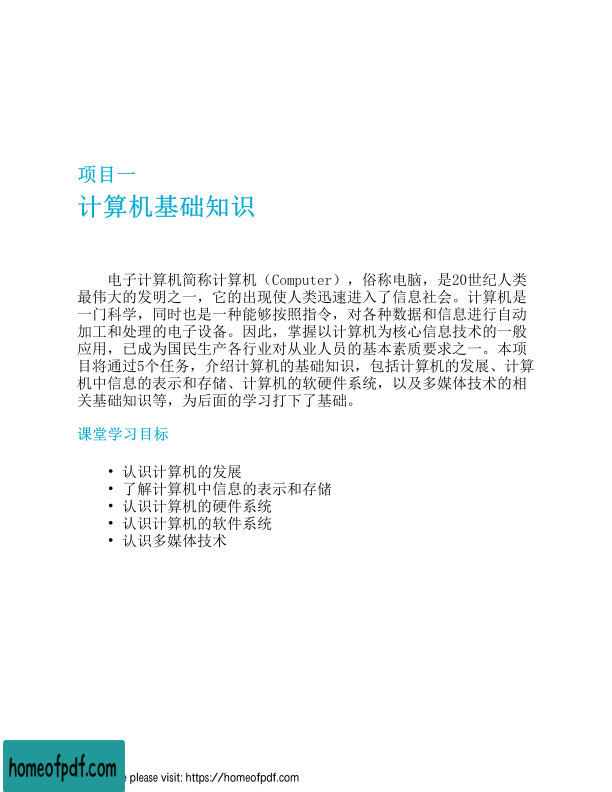 项目一
计算机基础知识
电子计算机简称计算机（Computer），俗称电脑，是20世纪人类
最伟大的发明之一，它的出现使人类迅速进入了信息社会。计算机是
一门科学，同时也是一种能够按照指令，对各种数据和信息进行自动
加工和处理的电子设备。因此，掌握以计算机为核心信息技术的一般
应用，已成为国民生产各行业对从业人员的基本素质要求之一。本项
目将通过5个任务，介绍计算机的基础知识，包括计算机的发展、计算
机中信息的表示和存储、计算机的软硬件系统，以及多媒体技术的相
关基础知识等，为后面的学习打下了基础。
课堂学习目标
• 认识计算机的发展
• 了解计算机中信息的表示和存储
• 认识计算机的硬件系统
• 认识计算机的软件系统
• 认识多媒体技术
homeofpdf.com
please visit: https://homeofpdf.com